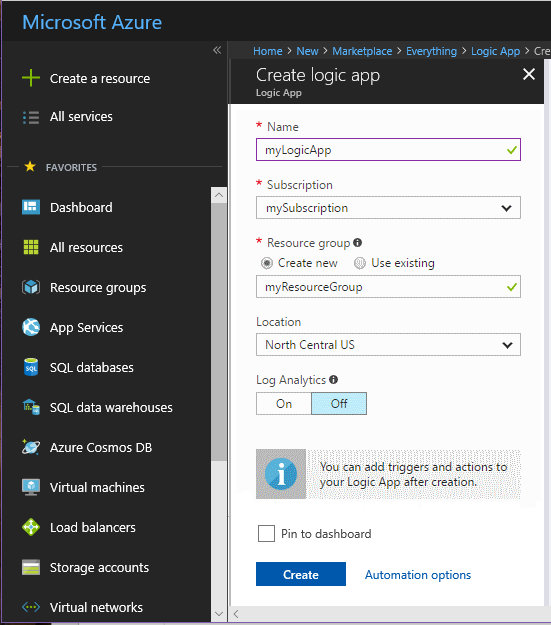 Microsoft Azure
«
Create a resource
All services
FAVORITES
Dashboard
All resources
Resource groups
App Services
SQL databases
SQL data warehouses
Azure Cosmos DB
Virtual machines
Load balancers
Storage accounts
Virtual networks
Home > New > Marketplace > Everything > Logic App > Cre
Create logic app
Logic App
* Name
myLogicApp
* Subscription
mySubscription
* Resource group
Create new Use existing
myResourceGroup
Location
North Central US
Log Analytics
On Off
You can add triggers and actions to
your Logic App after creation.
Pin to dashboard
Create Automation options